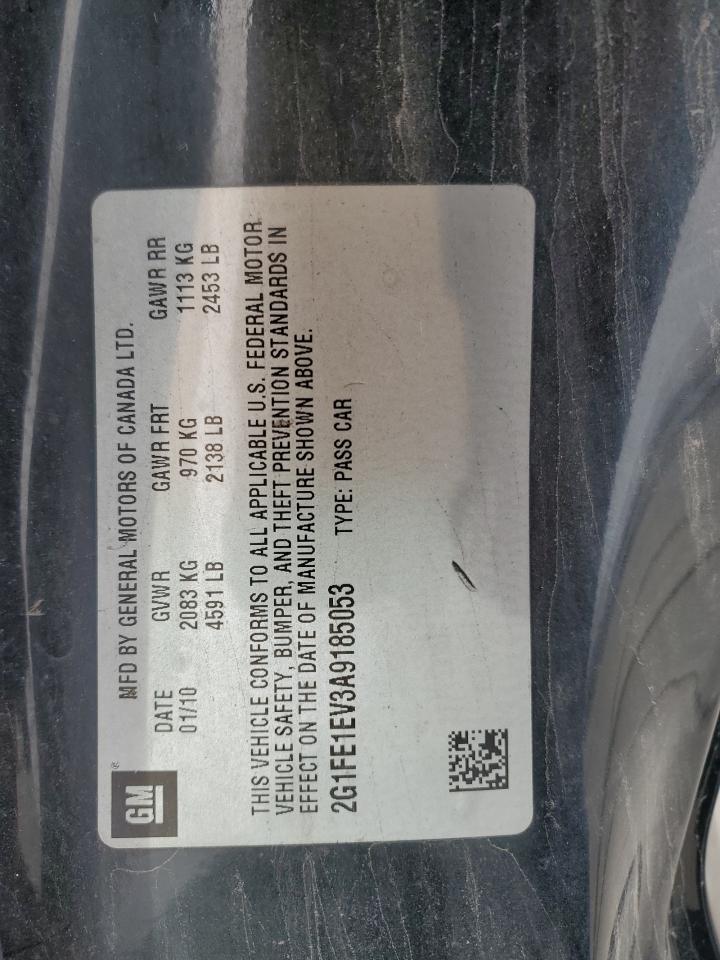 GM®
MFD BY GENERAL MOTORS OF CANADA LTD.
DATE GVWR GAWR FRT GAWR RR
01/10 2083 KG 970 KG 1113 KG
4591 LB 2138 LB 2453 LB
THIS VEHICLE CONFORMS TO ALL APPLICABLE U.S. FEDERAL MOTOR
VEHICLE SAFETY, BUMPER, AND THEFT PREVENTION STANDARDS IN
EFFECT ON THE DATE OF MANUFACTURE SHOWN ABOVE.
2G1FE1EV3A9185053 TYPE: PASS CAR